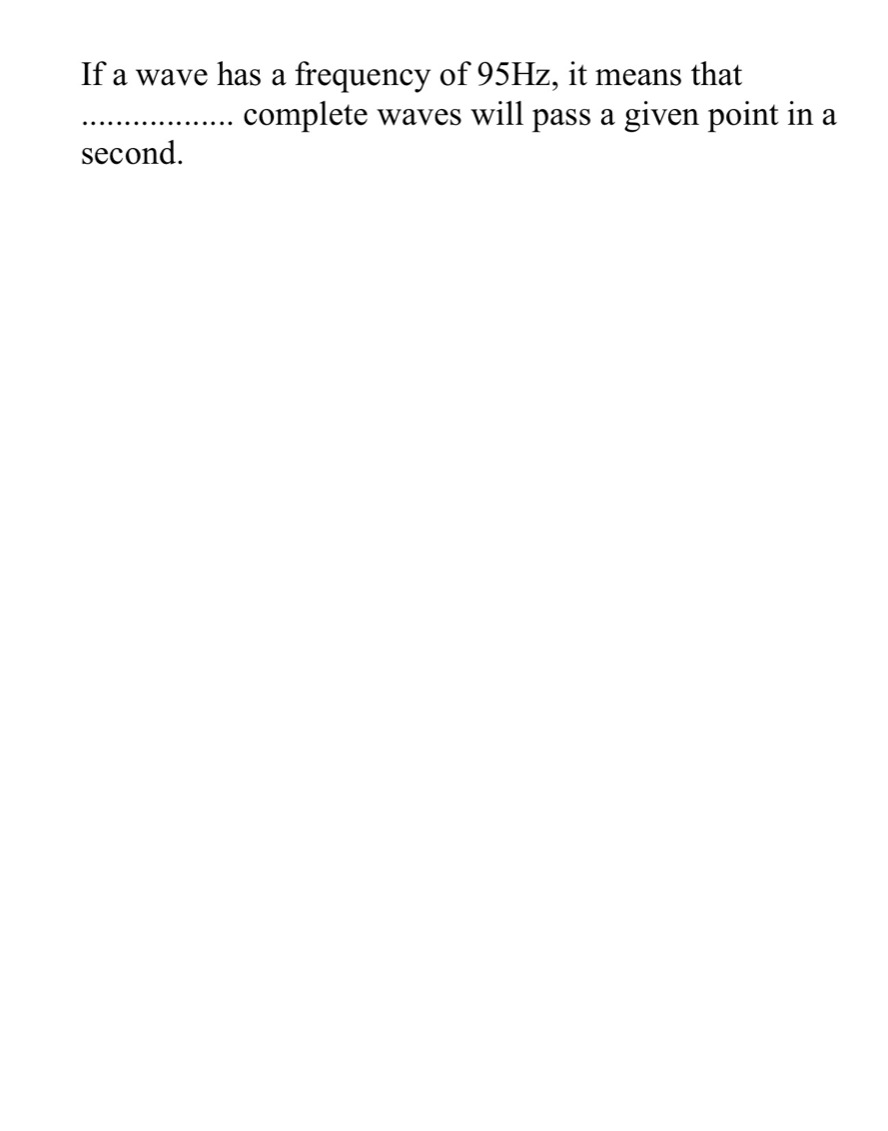 If a wave has a frequency of 95Hz, it means that
.................. complete waves will pass a given point in a
second.